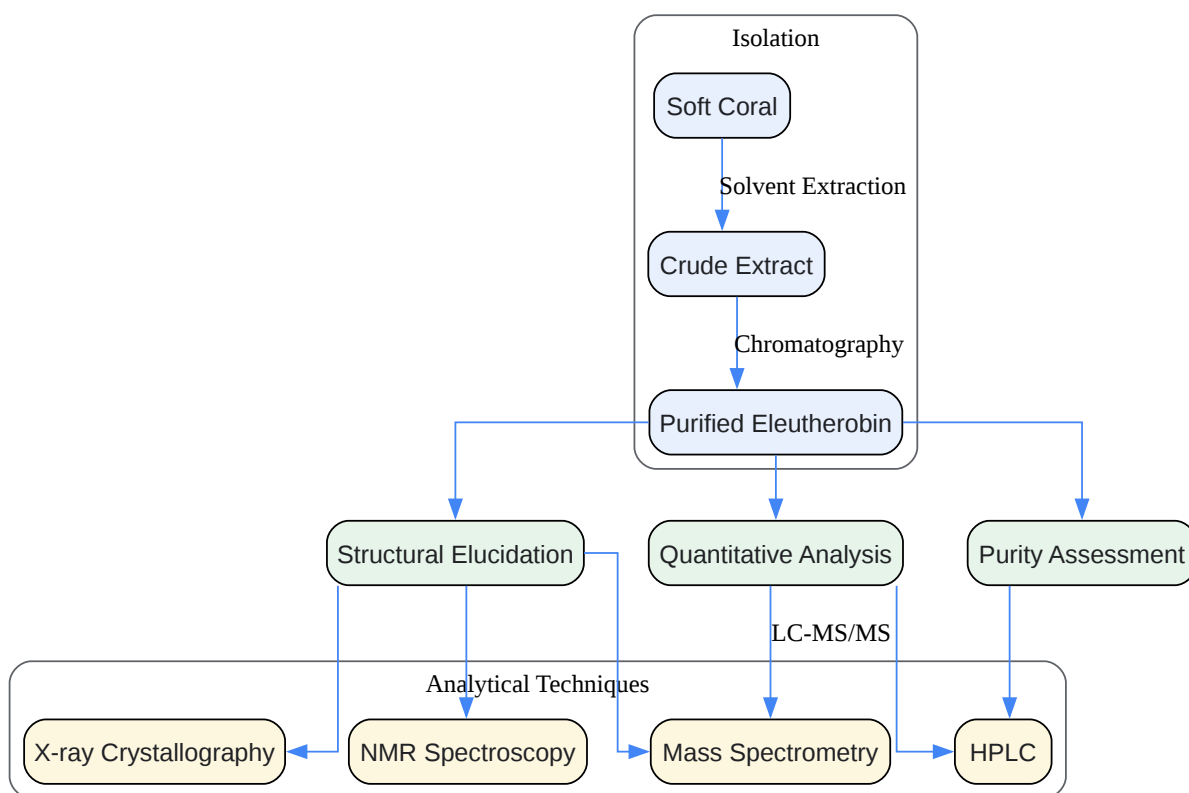 Isolation
Soft Coral
Solvent Extraction
Crude Extract
Chromatography
Purified Eleutherobin
Structural Elucidation
Quantitative Analysis
Purity Assessment
LC-MS/MS
Analytical Techniques
X-ray Crystallography
NMR Spectroscopy
Mass Spectrometry
HPLC